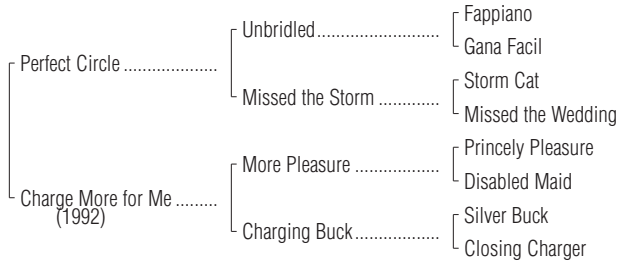 Fappiano
Unbridled..........................
Gana Facil
Perfect Circle ....................
Storm Cat
Missed the Storm .............
Missed the Wedding
Princely Pleasure
More Pleasure ..................
Disabled Maid
Charge More for Me .........
(1992)
Silver Buck
Charging Buck..................
Closing Charger